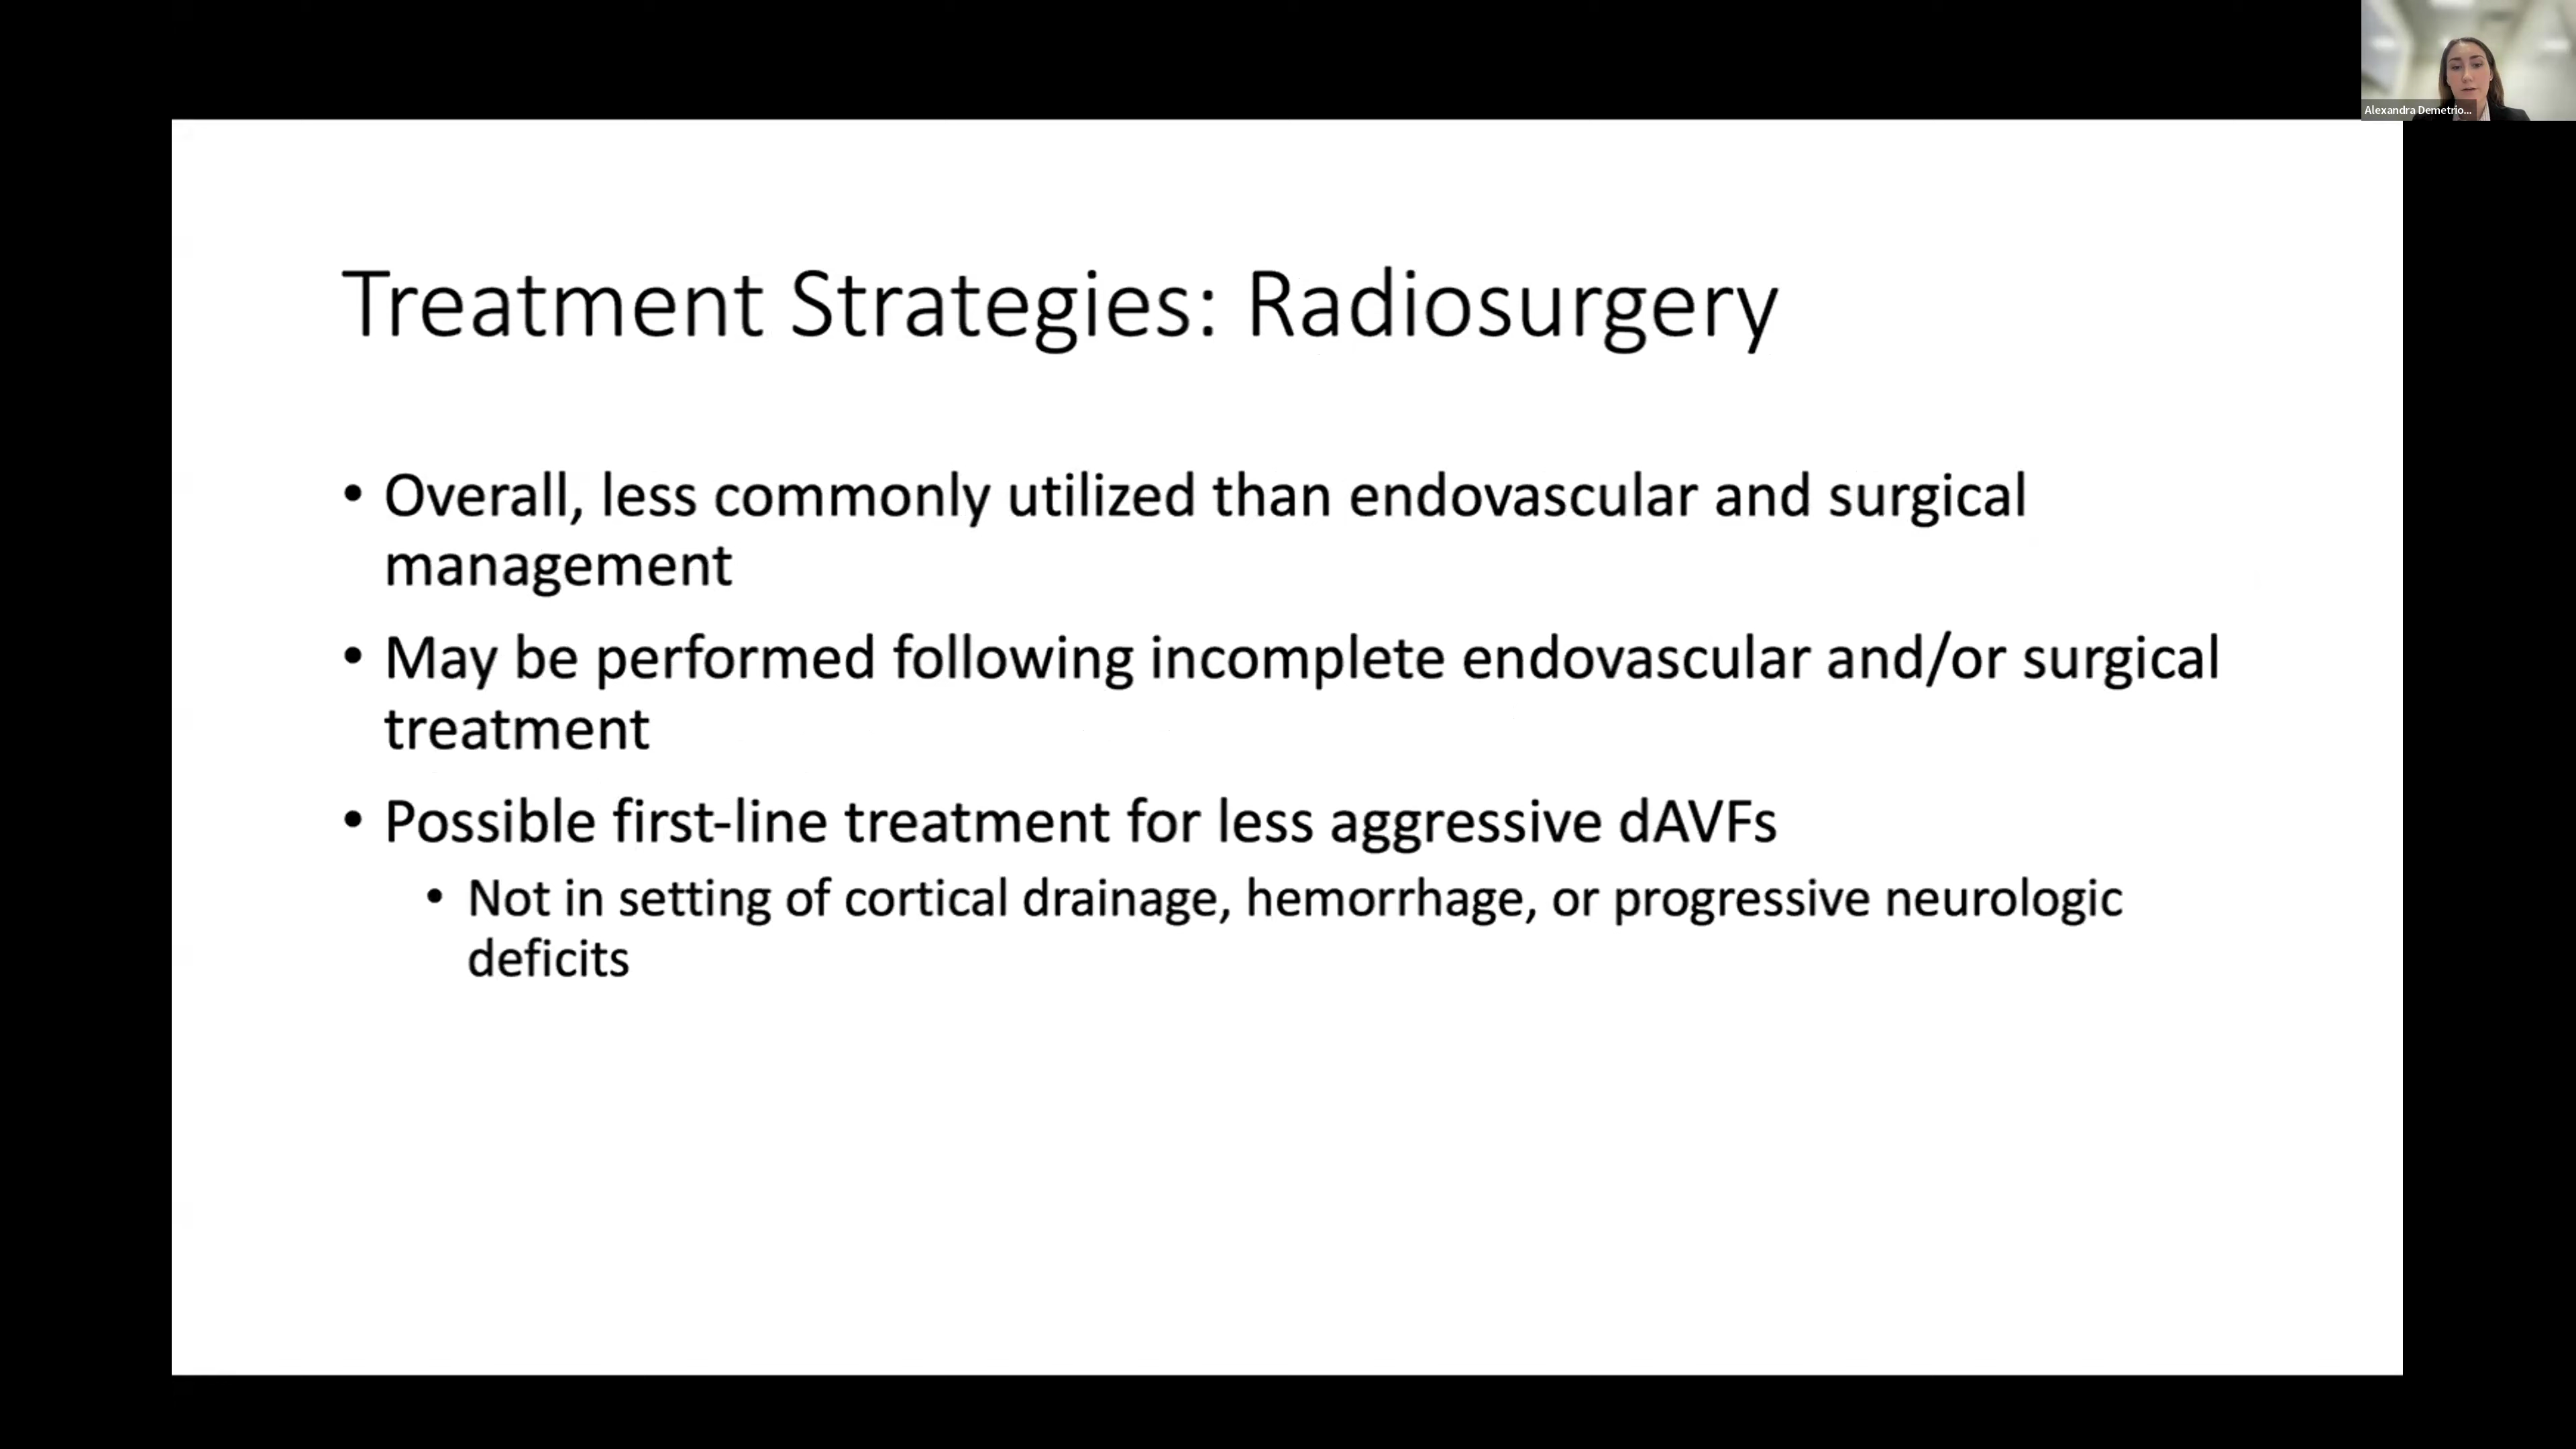 Alexandra Demetrio...
Treatment Strategies: Radiosurgery
• Overall, less commonly utilized than endovascular and surgical
management
• May be performed following incomplete endovascular and/or surgical
treatment
• Possible first-line treatment for less aggressive dAVFs
• Not in setting of cortical drainage, hemorrhage, or progressive neurologic
deficits